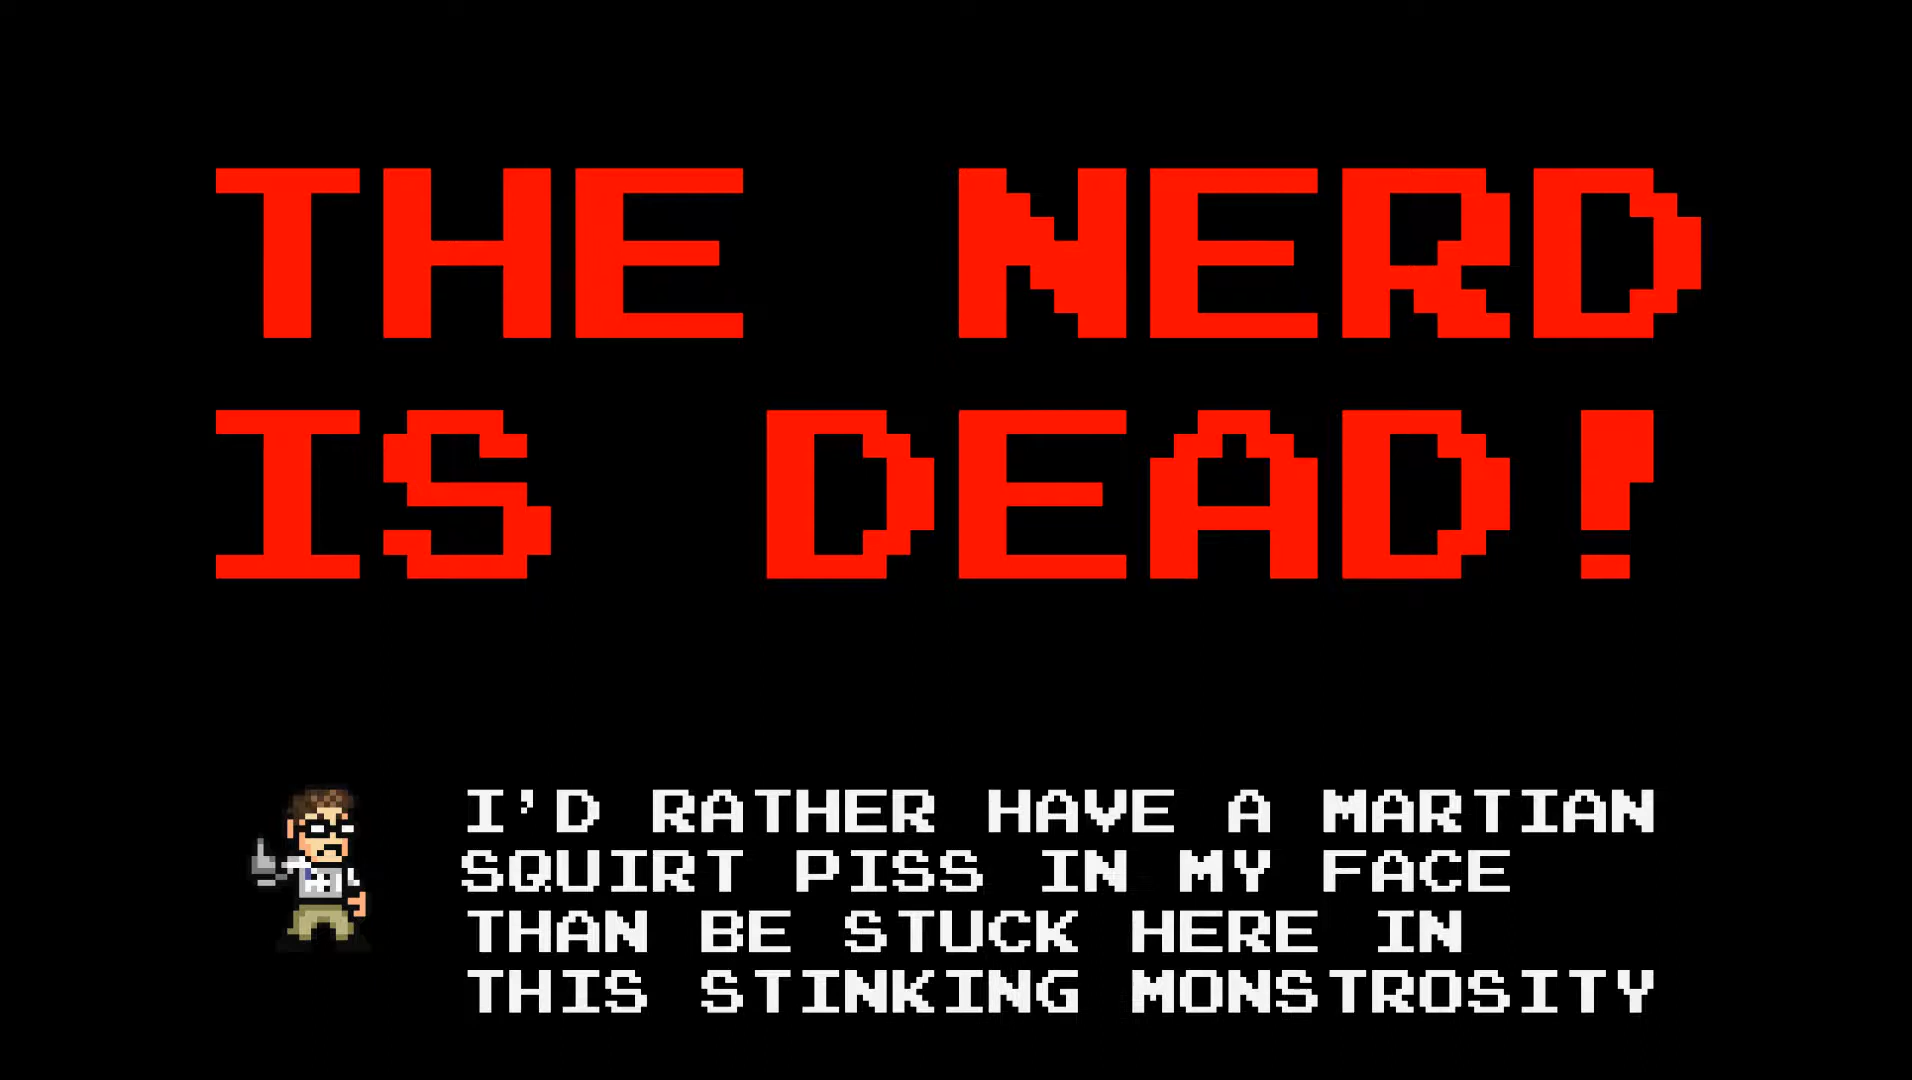 THE NERD
IS DEAD!
I'D RATHER HAVE A MARTIAN
SQUIRT PISS IN MY FACE
THAN BE STUCK HERE IN
THIS STINKING MONSTROSITY